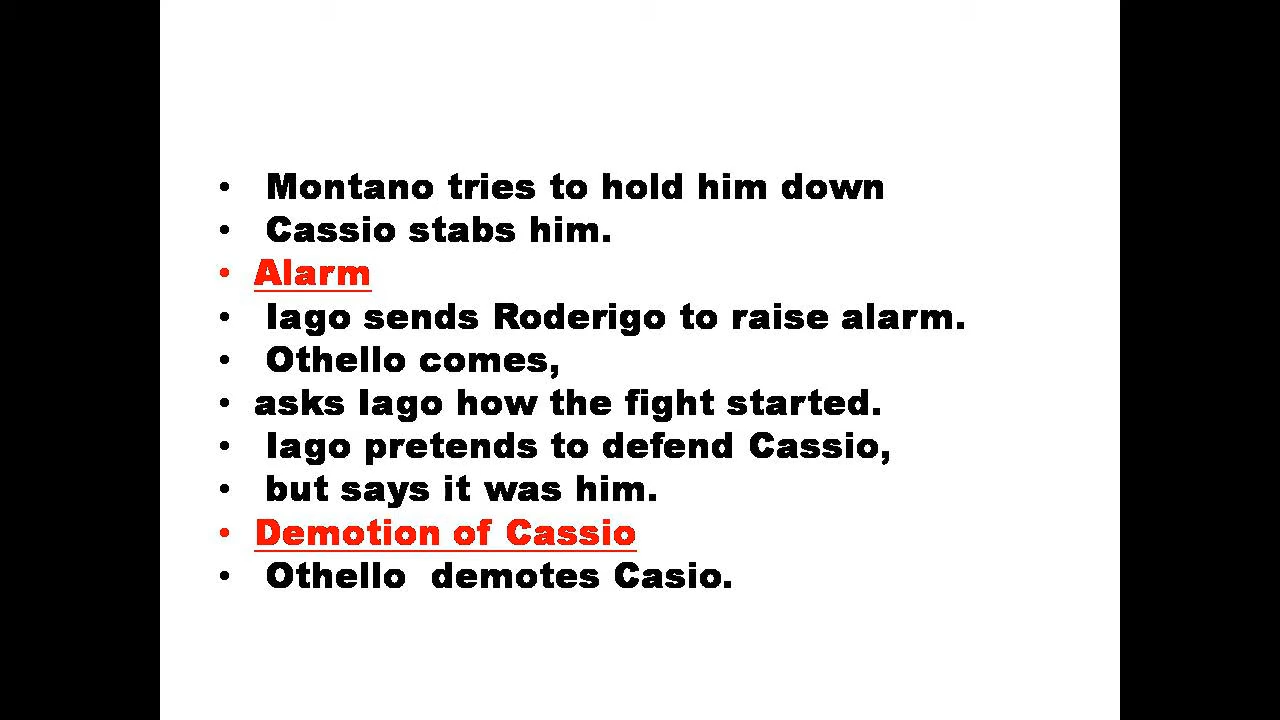 • Montano tries to hold him down
• Cassio stabs him.
• Alarm
• Iago sends Roderigo to raise alarm.
• Othello comes,
• asks Iago how the fight started.
• Iago pretends to defend Cassio,
• but says it was him.
• Demotion of Cassio
• Othello  demotes Casio.